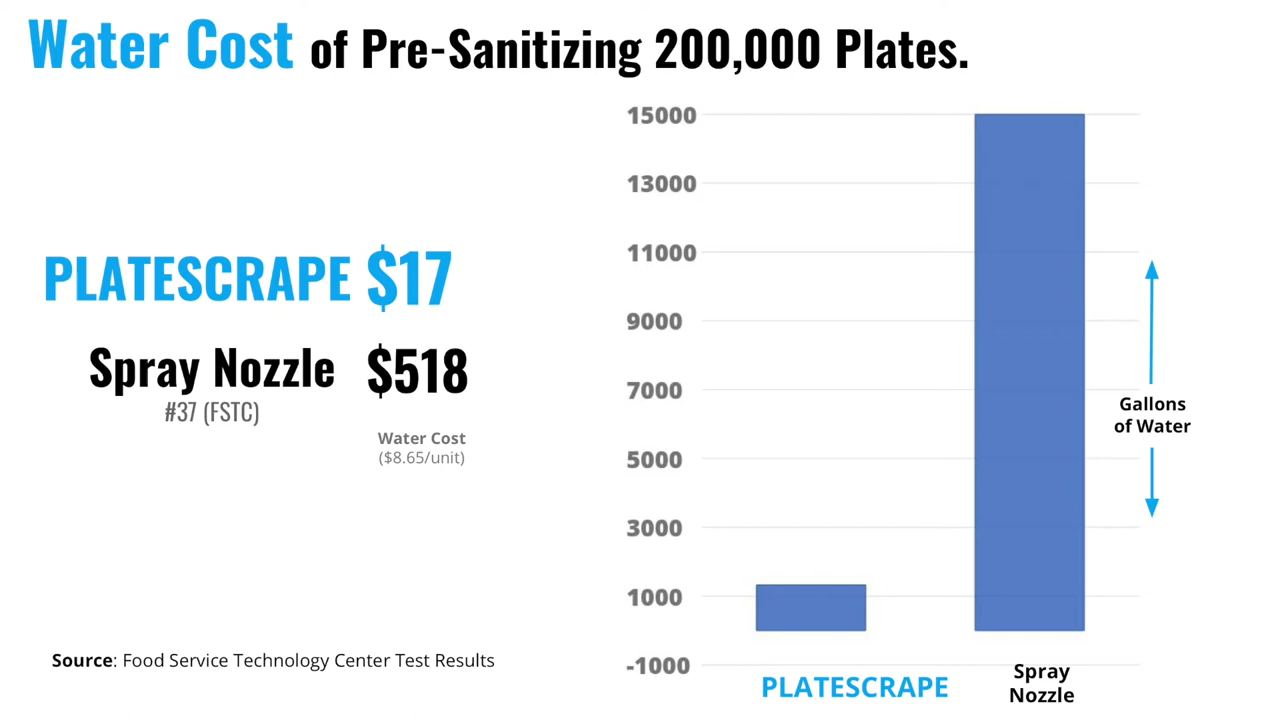 Water Cost of Pre-Sanitizing 200,000 Plates.
PLATESCRAPE $17
Spray Nozzle $518
#37 (FSTC)
Water Cost
($8.65/unit)
Source: Food Service Technology Center Test Results
15000
13000
11000
9000
7000
5000
3000
1000
-1000
Gallons
of Water
PLATESCRAPE
Spray
Nozzle